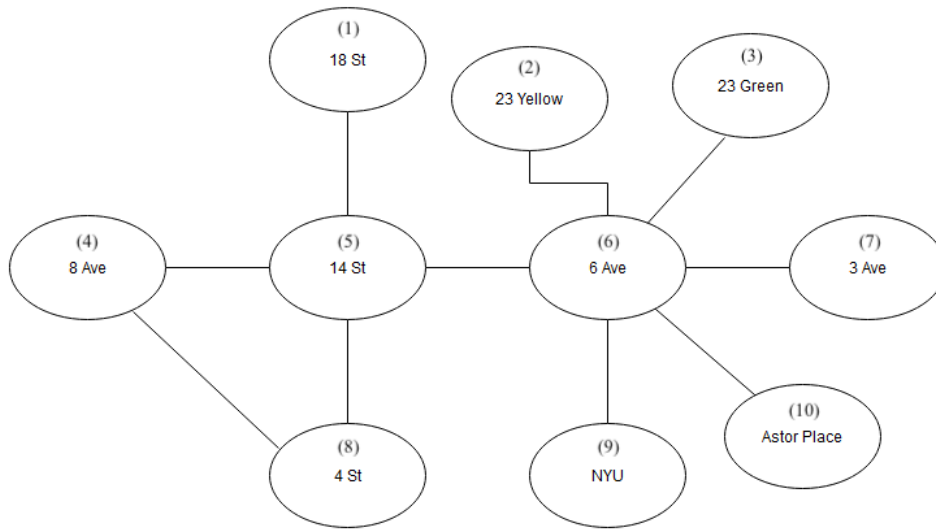 (1)
18 St
(2)
23 Yellow
(3)
23 Green
(4)
8 Ave
(5)
14 St
(6)
6 Ave
(7)
3 Ave
(8)
4 St
(9)
NYU
(10)
Astor Place